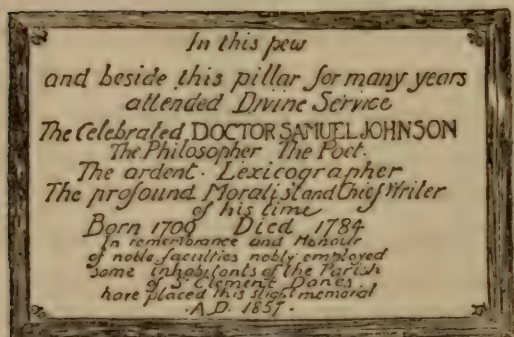 In this pew
and beside this pillar for many years
attended Divine Service
The Celebrated DOCTOR SAMUEL JOHNSON
The Philosopher The Poet.
The ardent. Lexicographer
The profound Moralist and Chief Writer
of his time
Born 1709 Died 1784
In remembrance and Honour
of noble faculties nobly employed
some inhabitants of the Parish
of St Clement Danes.
have placed this slight memorial
.A.D. 1851.